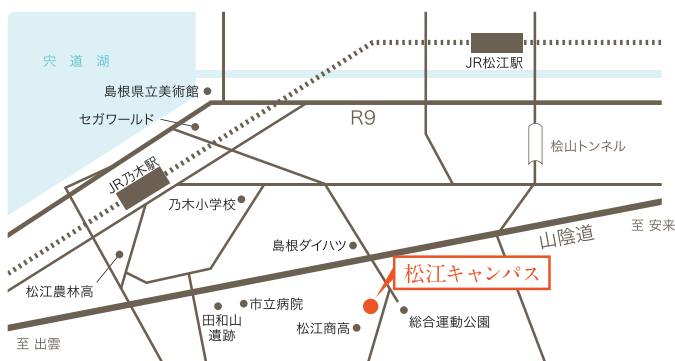 宍道湖
JR松江駅
島根県立美術館
セガワールド
R9
桧山トンネル
JR乃木駅
乃木小学校
至 安来
山陰道
島根ダイハツ
松江キャンパス
松江農林高
市立病院
田和山
遺跡
松江商高
総合運動公園
至 出雲